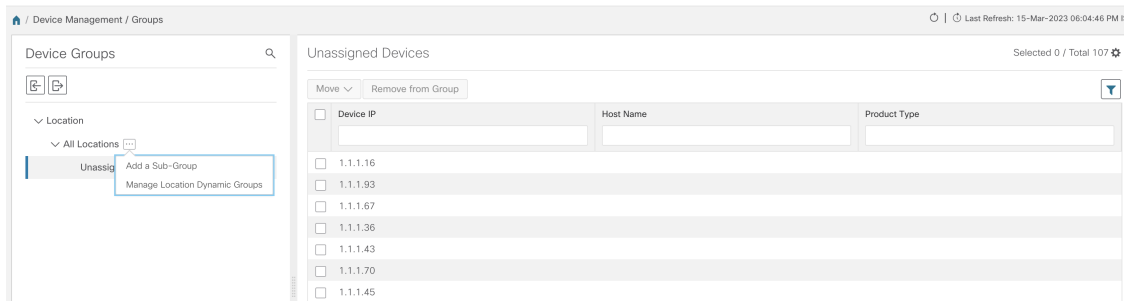 / Device Management / Groups
Last Refresh: 15-Mar-2023 06:04:46 PM
Device Groups
Unassigned Devices
Selected 0 / Total 107
Move
Remove from Group
Location
All Locations
Unassig
Add a Sub-Group
Manage Location Dynamic Groups
Device IP
Host Name
Product Type
1.1.1.16
1.1.1.93
1.1.1.67
1.1.1.36
1.1.1.43
1.1.1.70
1.1.1.45